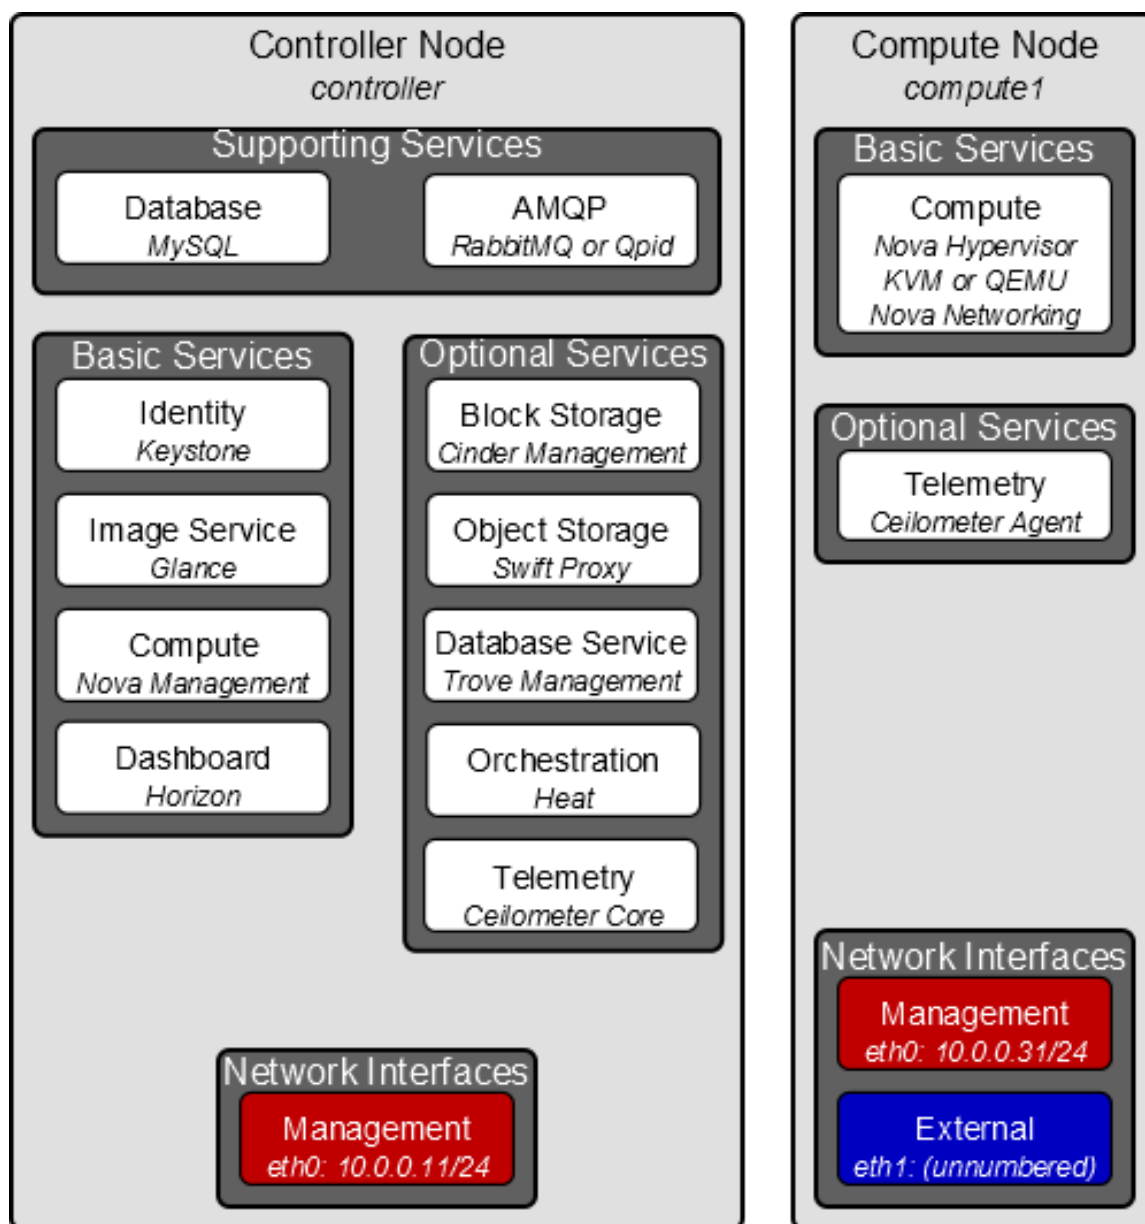 Controller Node
controller
Supporting Services
Database
MySQL
AMQP
RabbitMQ or Qpid
Basic Services
Identity
Keystone
Image Service
Glance
Compute
Nova Management
Dashboard
Horizon
Optional Services
Block Storage
Cinder Management
Object Storage
Swift Proxy
Database Service
Trove Management
Orchestration
Heat
Telemetry
Ceilometer Core
Network Interfaces
Management
eth0: 10.0.0.11/24
Compute Node
compute1
Basic Services
Compute
Nova Hypervisor
KVM or QEMU
Nova Networking
Optional Services
Telemetry
Ceilometer Agent
Network Interfaces
Management
eth0: 10.0.0.31/24
External
eth1: (unnumbered)